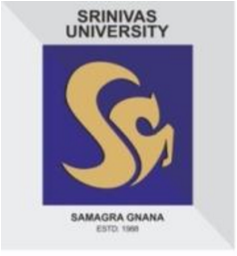 SRINIVAS
UNIVERSITY
SAMAGRA GNANA
ESTD. 1988